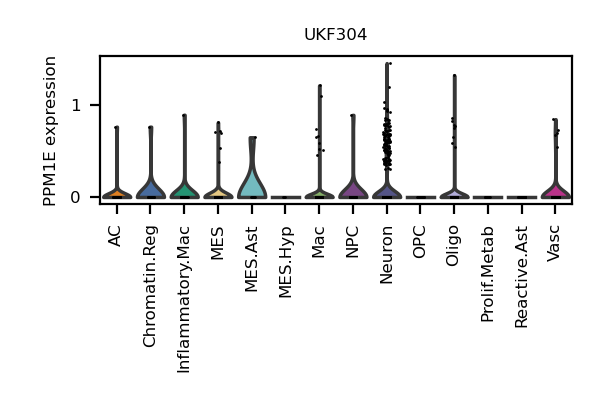 UKF304
PPM1E expression
1
0
AC
Chromatin.Reg
Inflammatory.Mac
MES
MES.Ast
MES.Hyp
Mac
NPC
Neuron
OPC
Oligo
Prolif.Metab
Reactive.Ast
Vasc